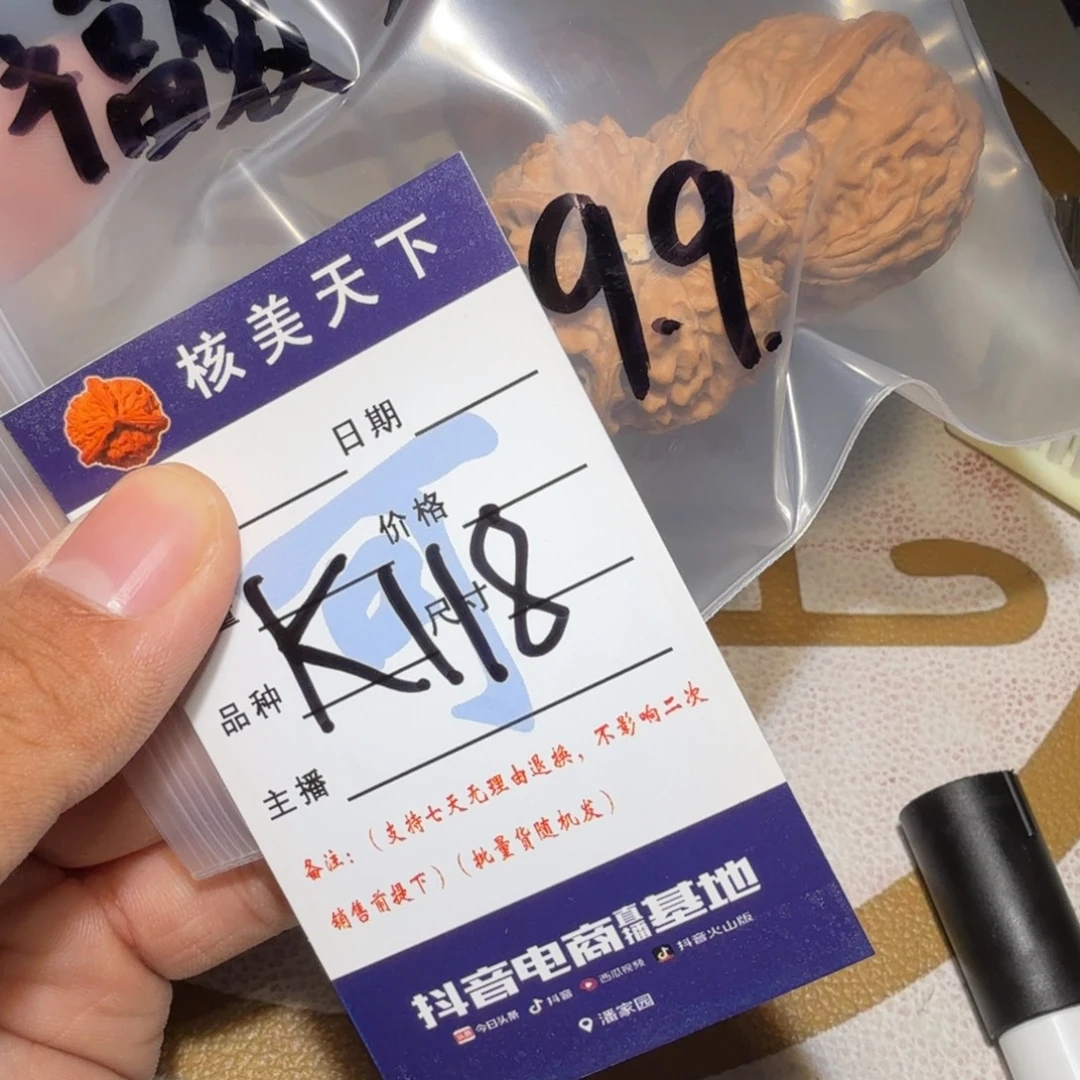 9.9.
核美天下
日期
价格
K118
尺寸
品种
主播
备注：（支持七天无理由退换，不影响二次
销售前提下）（批量货随机发）
抖音电商直播基地
今日头条 抖音 西瓜视频 抖音火山版
潘家园